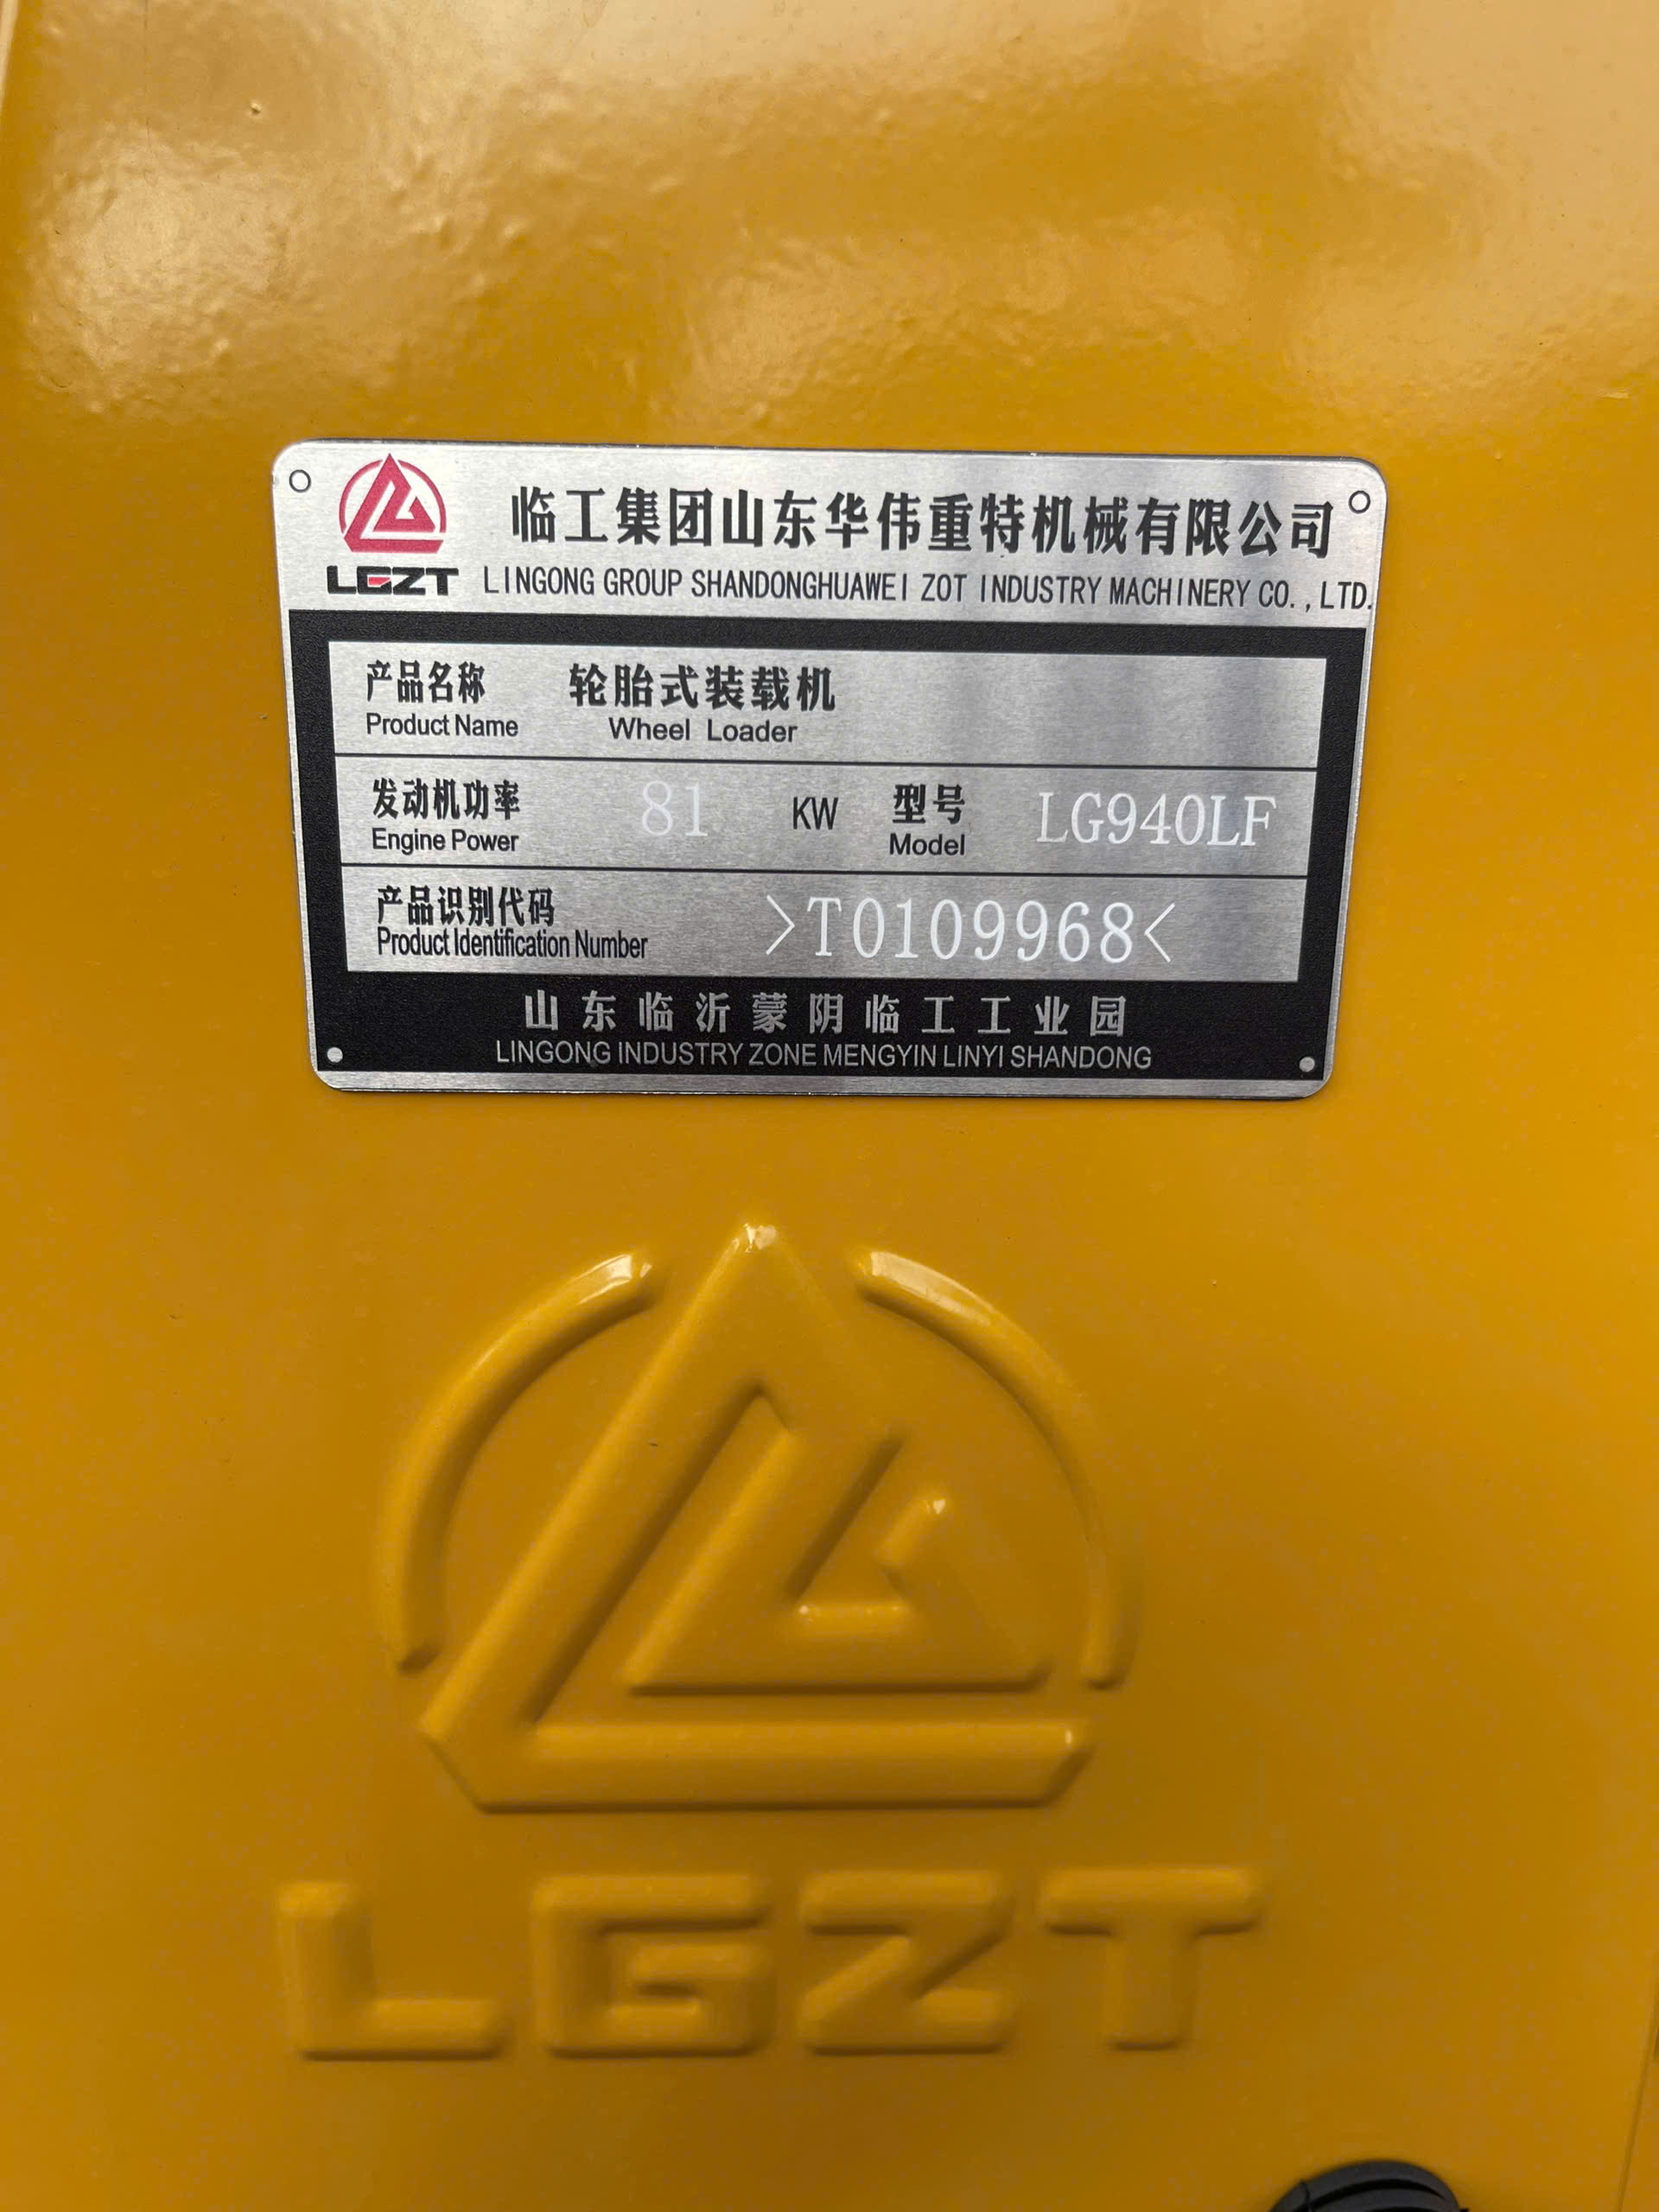 临工集团山东华伟重特机械有限公司
LGZT LINGONG GROUP SHANDONGHUAWEI ZOT INDUSTRY MACHINERY CO.,LTD.
产品名称 轮胎式装载机
Product Name Wheel Loader
发动机功率 81 KW 型号 LG940LF
Engine Power Model
产品识别代码 >T0109968<
Product Identification Number
山东临沂蒙阴临工工业园
LINGONG INDUSTRY ZONE MENGYIN LINYI SHANDONG
LGZT